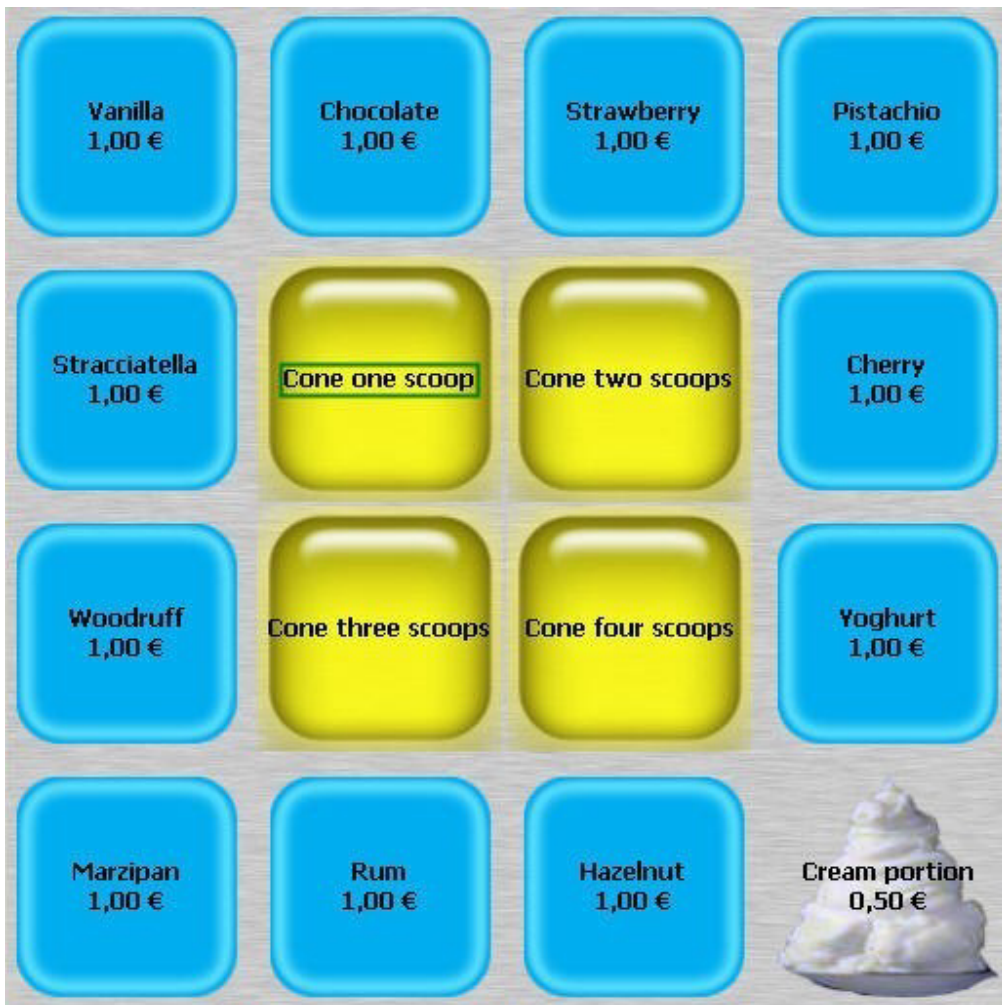 Vanilla
1,00 €
Chocolate
1,00 €
Strawberry
1,00 €
Pistachio
1,00 €
Stracciatella
1,00 €
Cone one scoop
Cone two scoops
Cherry
1,00 €
Woodruff
1,00 €
Cone three scoops
Cone four scoops
Yoghurt
1,00 €
Marzipan
1,00 €
Rum
1,00 €
Hazelnut
1,00 €
Cream portion
0,50 €